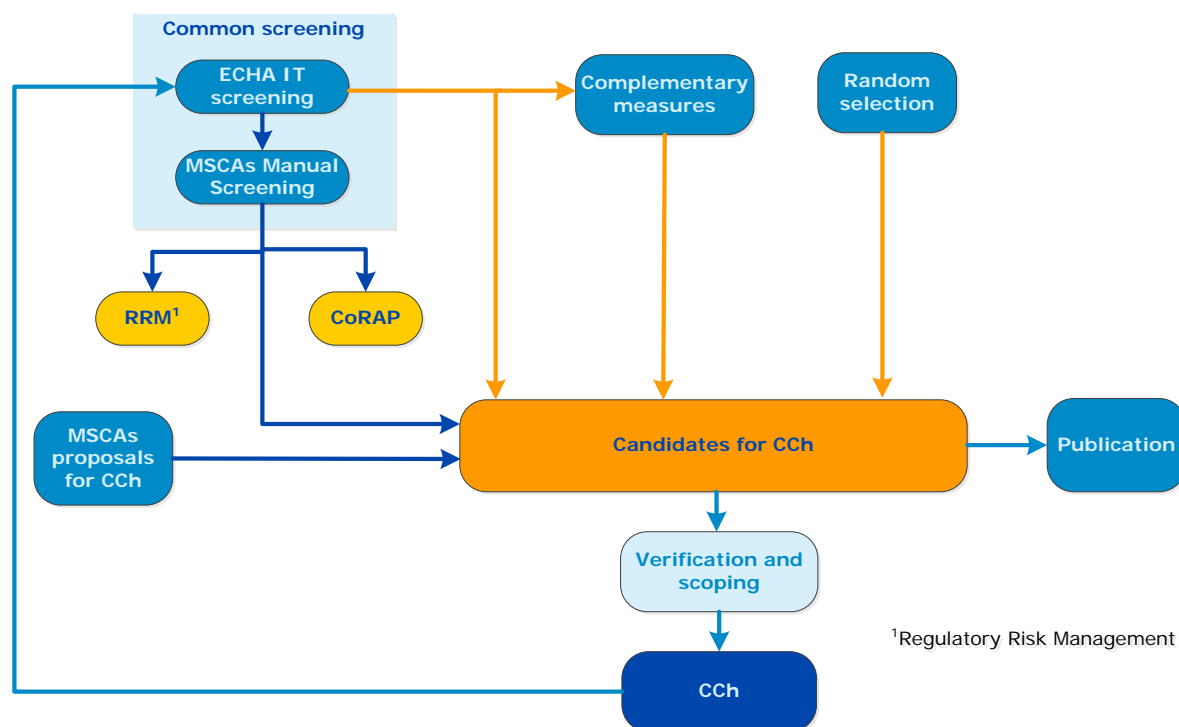 Common screening
ECHA IT
screening
MSCAs Manual
Screening
Complementary
measures
Random
selection
RRM¹
CoRAP
MSCAs
proposals
for CCh
Candidates for CCh
Publication
Verification and
scoping
¹Regulatory Risk Management
CCh